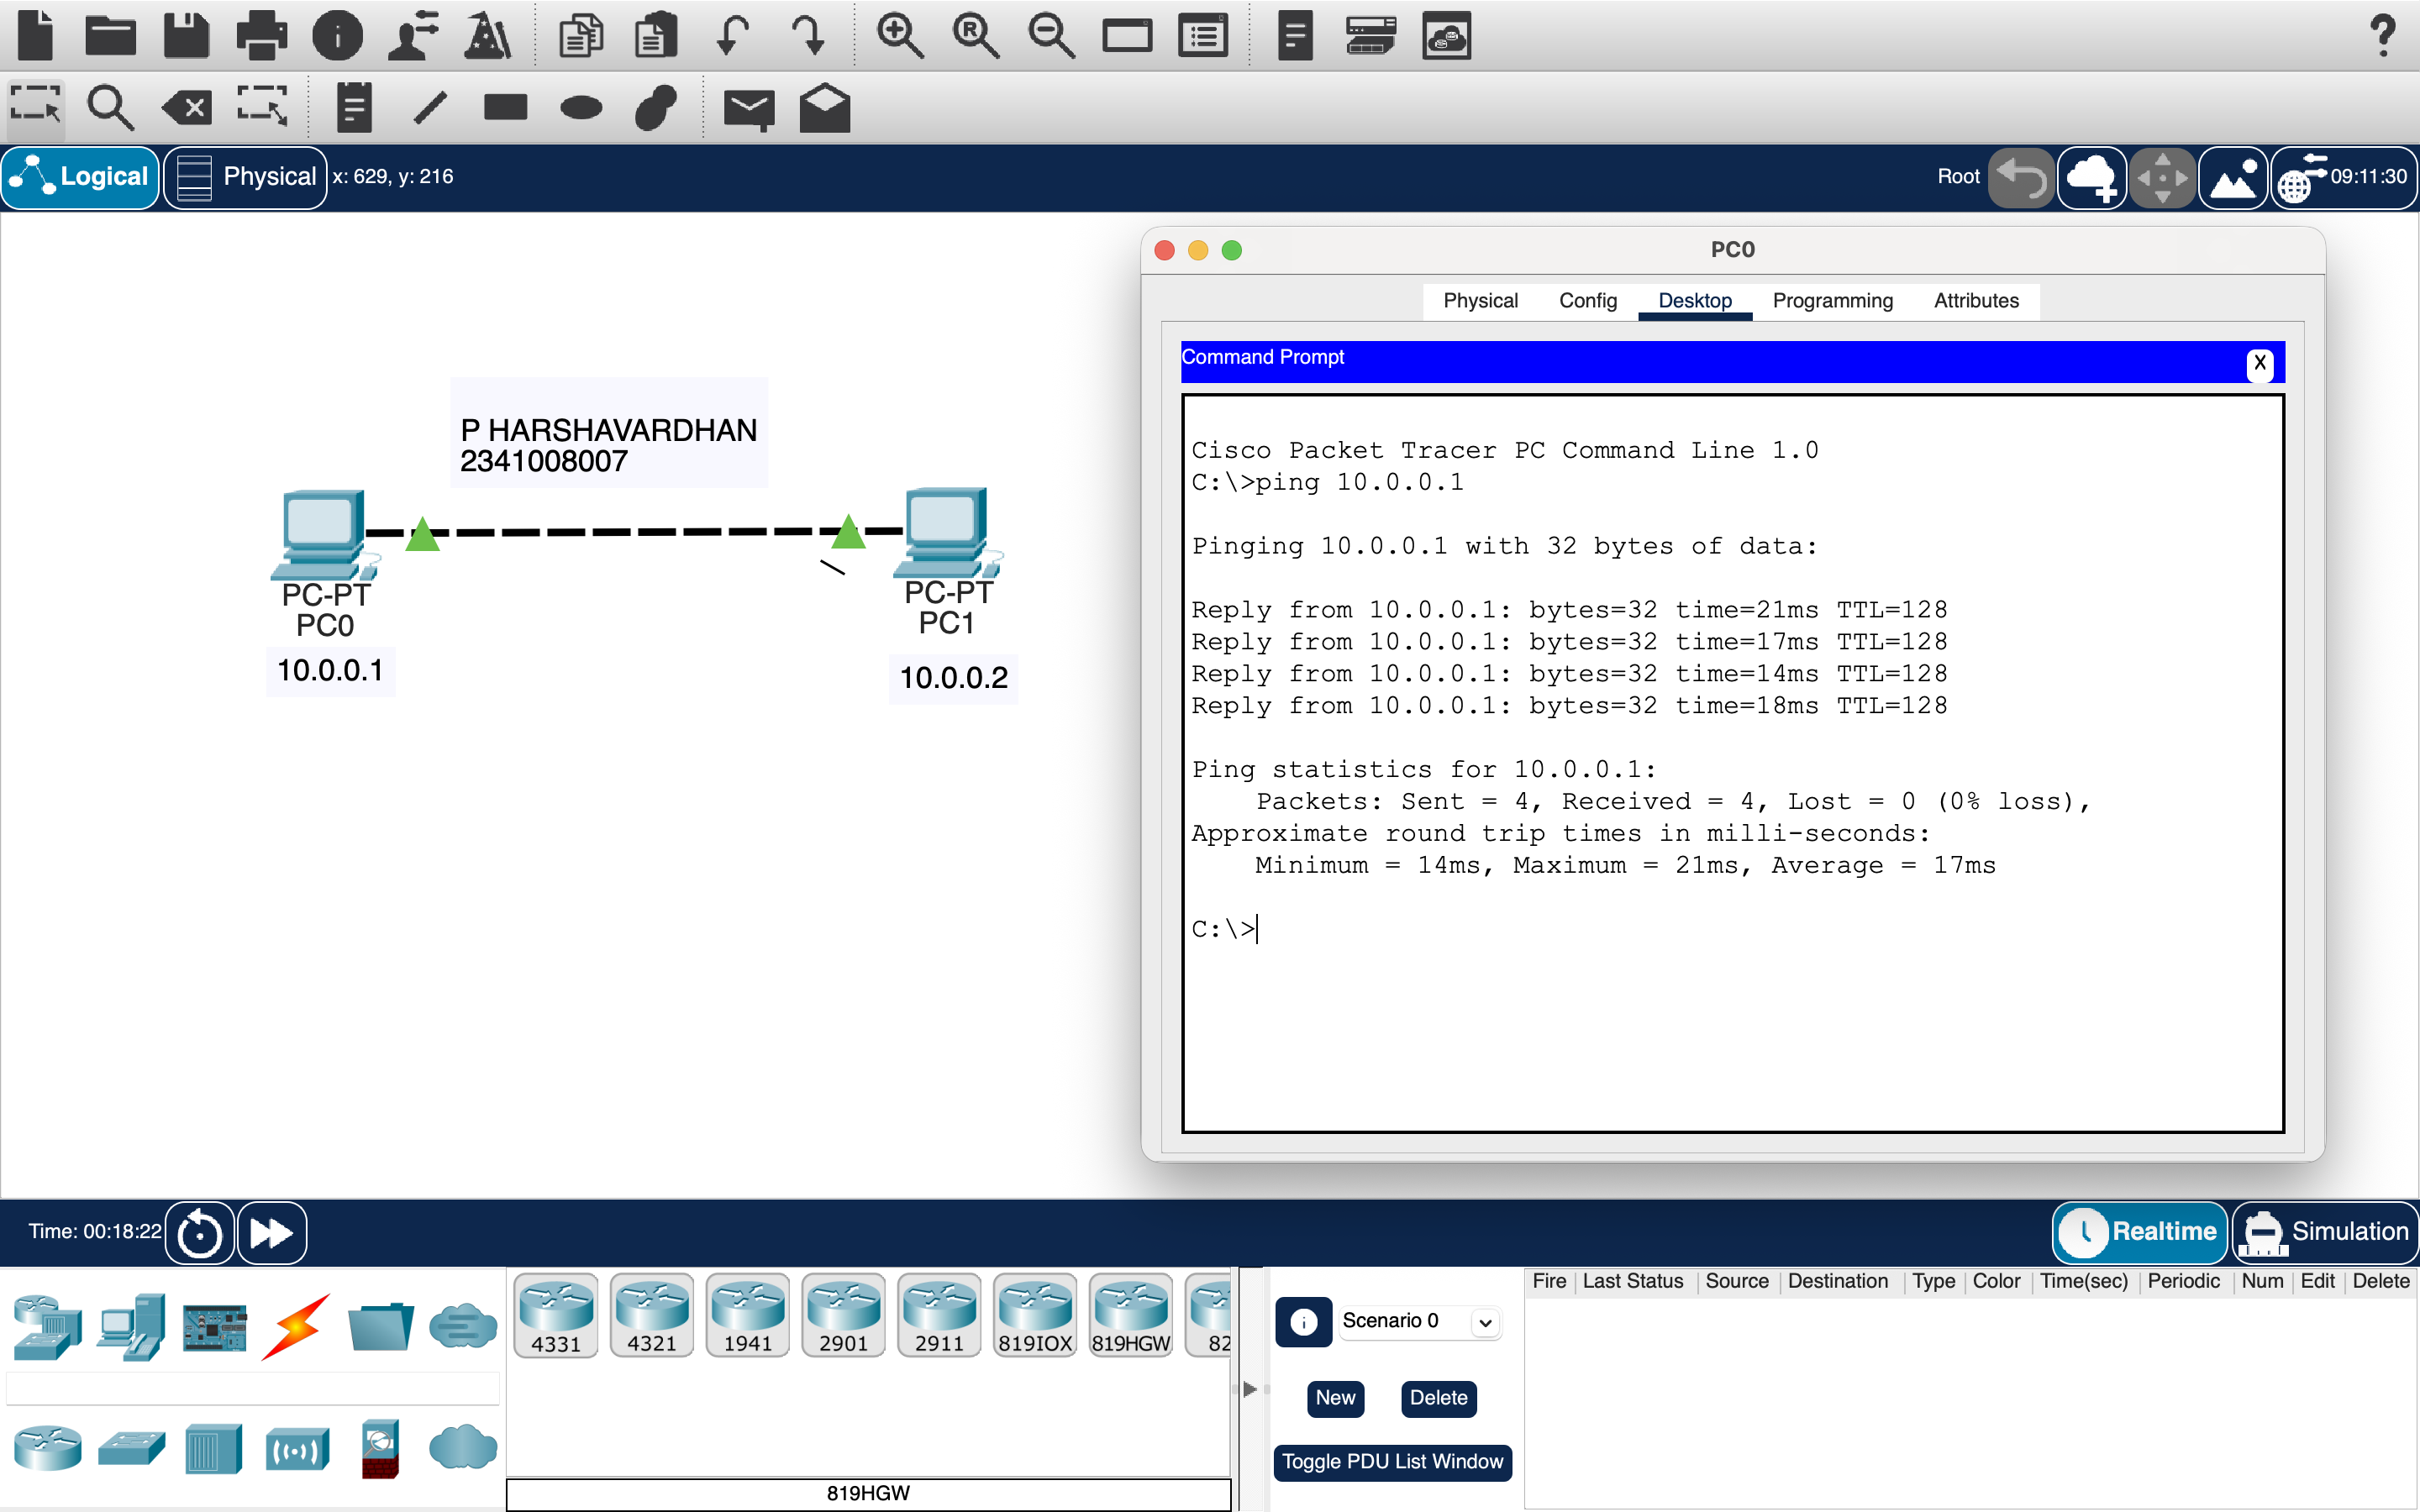 Logical
Physical
x: 629, y: 216
Root
09:11:30
P HARSHAVARDHAN
2341008007
PC-PT
PC0
10.0.0.1
PC-PT
PC1
10.0.0.2
PC0
Physical Config Desktop Programming Attributes
Command Prompt
X
Cisco Packet Tracer PC Command Line 1.0
C:\>ping 10.0.0.1
Pinging 10.0.0.1 with 32 bytes of data:
Reply from 10.0.0.1: bytes=32 time=21ms TTL=128
Reply from 10.0.0.1: bytes=32 time=17ms TTL=128
Reply from 10.0.0.1: bytes=32 time=14ms TTL=128
Reply from 10.0.0.1: bytes=32 time=18ms TTL=128
Ping statistics for 10.0.0.1:
Packets: Sent = 4, Received = 4, Lost = 0 (0% loss),
Approximate round trip times in milli-seconds:
Minimum = 14ms, Maximum = 21ms, Average = 17ms
C:\>
Time: 00:18:22
Realtime
Simulation
4331 4321 1941 2901 2911 819IOX 819HGW 82
819HGW
Scenario 0
New Delete
Toggle PDU List Window
Fire Last Status Source Destination Type Color Time(sec) Periodic Num Edit Delete